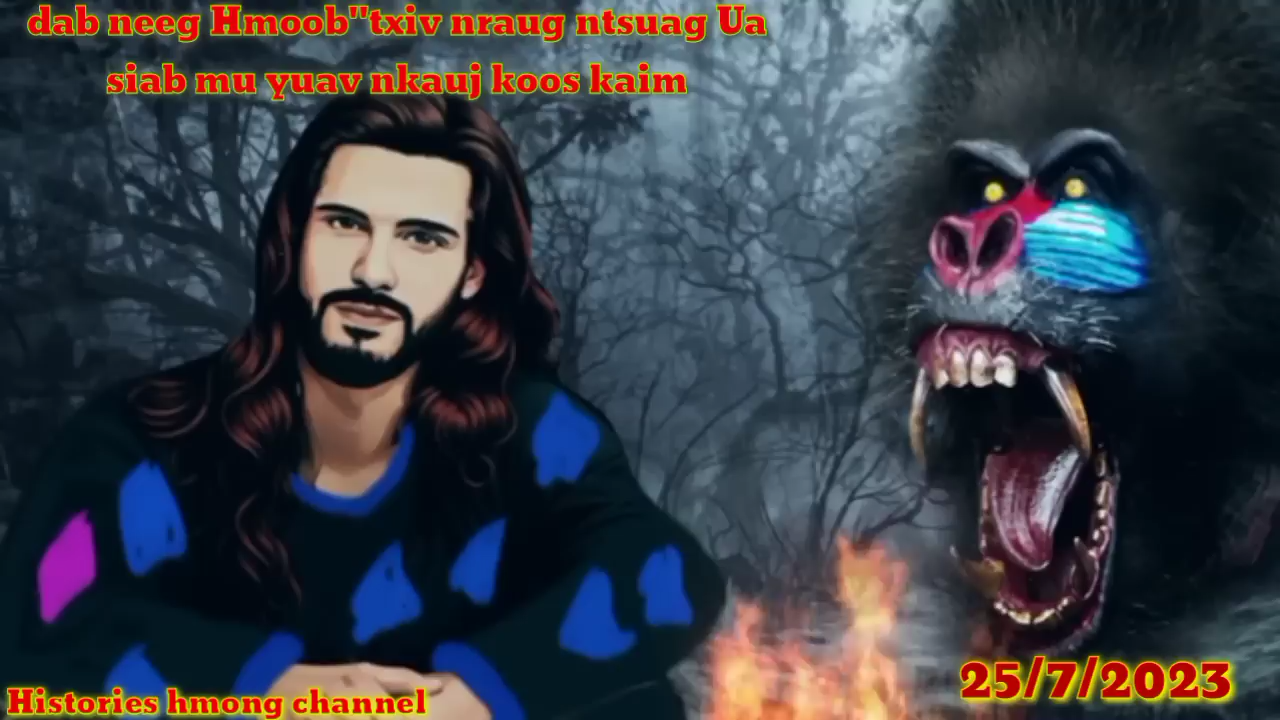 dab neeg Hmoob"txiv nraug ntsuag Ua
siab mu yuav nkauj koos kaim
Histories hmong channel
25/7/2023